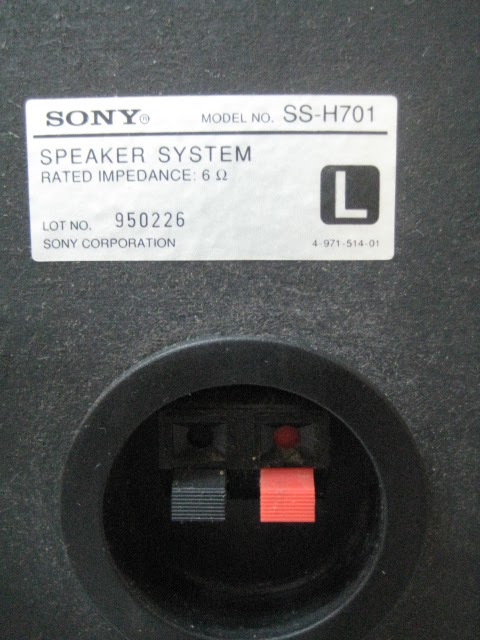 SONY® MODEL NO. SS-H701
SPEAKER SYSTEM
RATED IMPEDANCE: 6 Ω
L
LOT NO. 950226
SONY CORPORATION 4-971-514-01